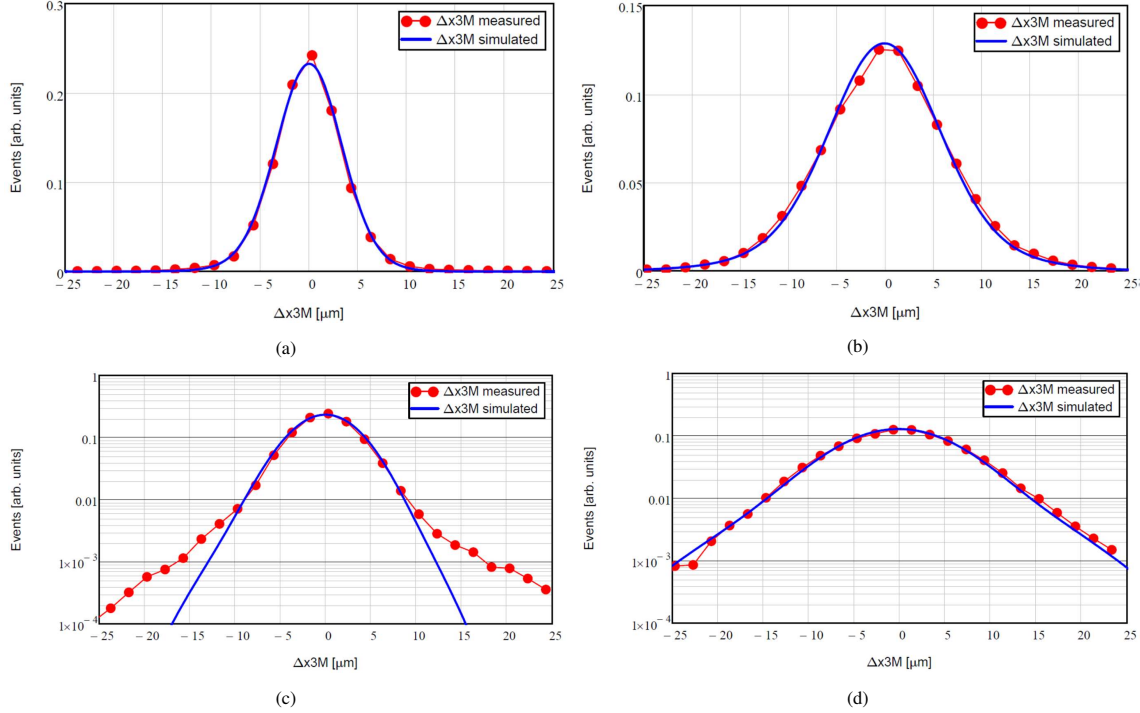 0.3
Δx3M measured
Δx3M simulated
0.2
Events [arb. units]
0.1
0
− 25 − 20 − 15 − 10 − 5 0 5 10 15 20 25
Δx3M [μm]
(a)
0.15
Δx3M measured
Δx3M simulated
0.1
Events [arb. units]
0.05
0
− 25 − 20 − 15 − 10 − 5 0 5 10 15 20 25
Δx3M [μm]
(b)
1
Δx3M measured
Δx3M simulated
0.1
Events [arb. units]
0.01
1×10⁻³
1×10⁻⁴
− 25 − 20 − 15 − 10 − 5 0 5 10 15 20 25
Δx3M [μm]
(c)
1
Δx3M measured
Δx3M simulated
0.1
Events [arb. units]
0.01
1×10⁻³
1×10⁻⁴
− 25 − 20 − 15 − 10 − 5 0 5 10 15 20 25
Δx3M [μm]
(d)